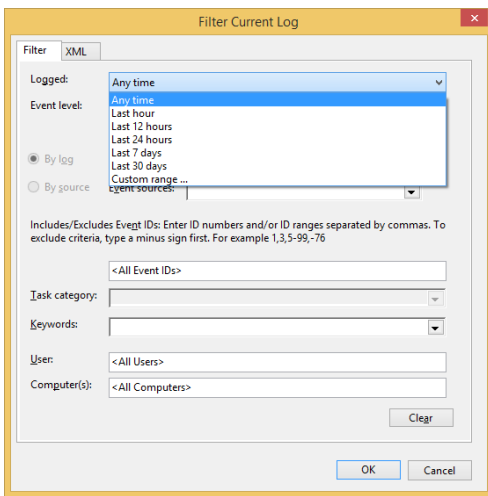 Filter Current Log
Filter XML
Logged: Any time
Event level: Any time
Last hour
Last 12 hours
Last 24 hours
Last 7 days
Last 30 days
Custom range ...
By log
By source Event sources:
Includes/Excludes Event IDs: Enter ID numbers and/or ID ranges separated by commas. To
exclude criteria, type a minus sign first. For example 1,3,5-99,-76
<All Event IDs>
Task category:
Keywords:
User: <All Users>
Computer(s): <All Computers>
Clear
OK Cancel